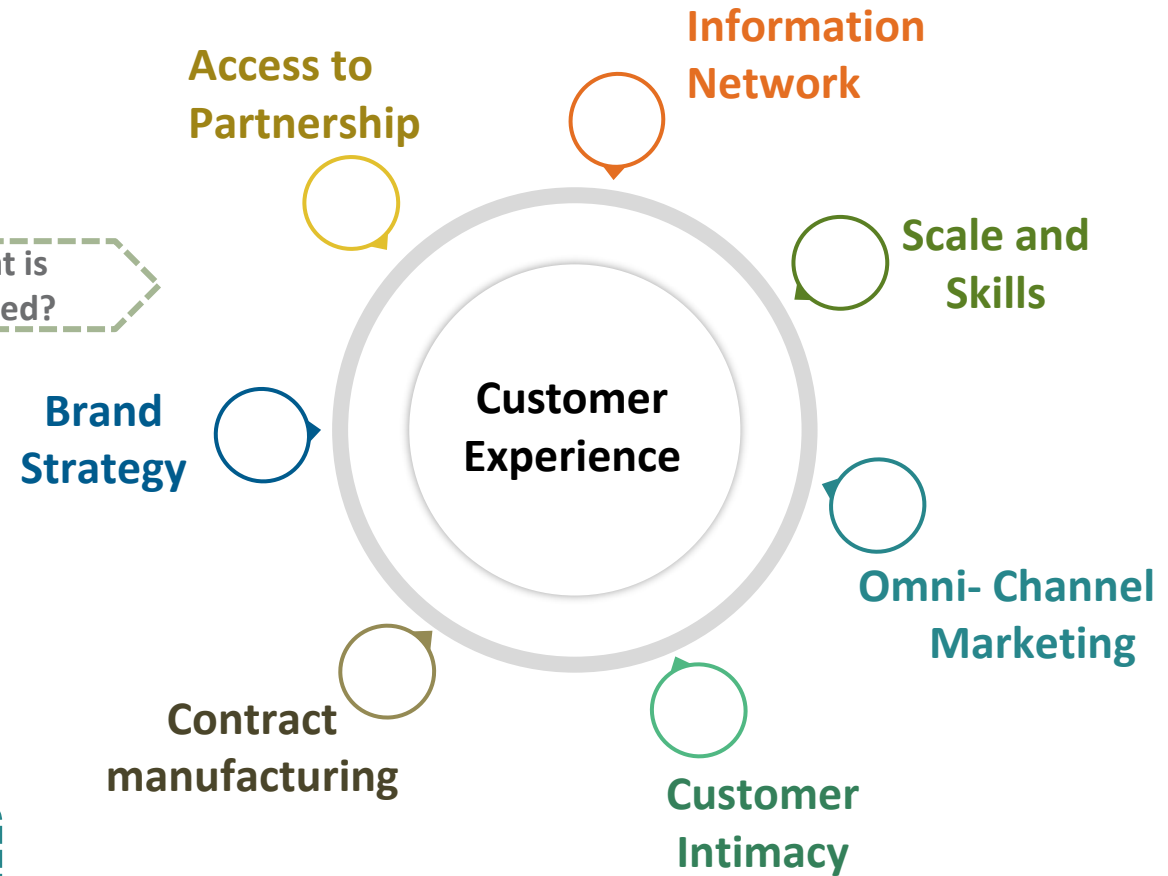 Information
Network
Access to
Partnership
Scale and
Skills
is
Brand
Strategy
Customer
Experience
Omni- Channel
Marketing
Contract
manufacturing
Customer
Intimacy